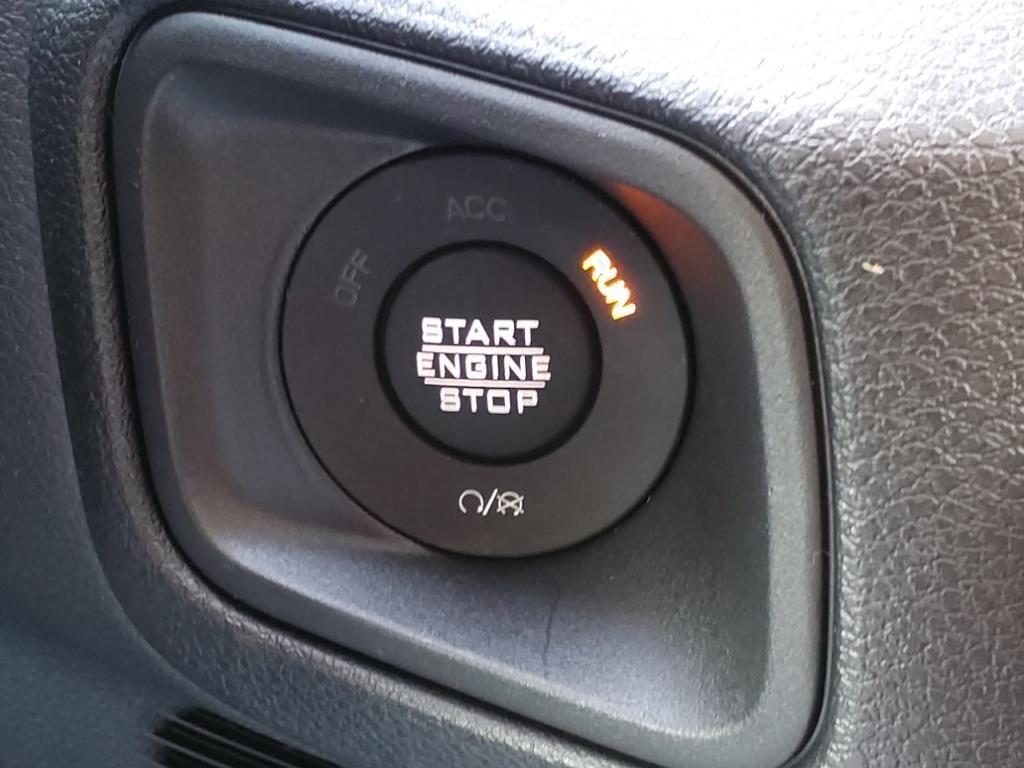 ACC
OFF
RUN
START
ENGINE
STOP